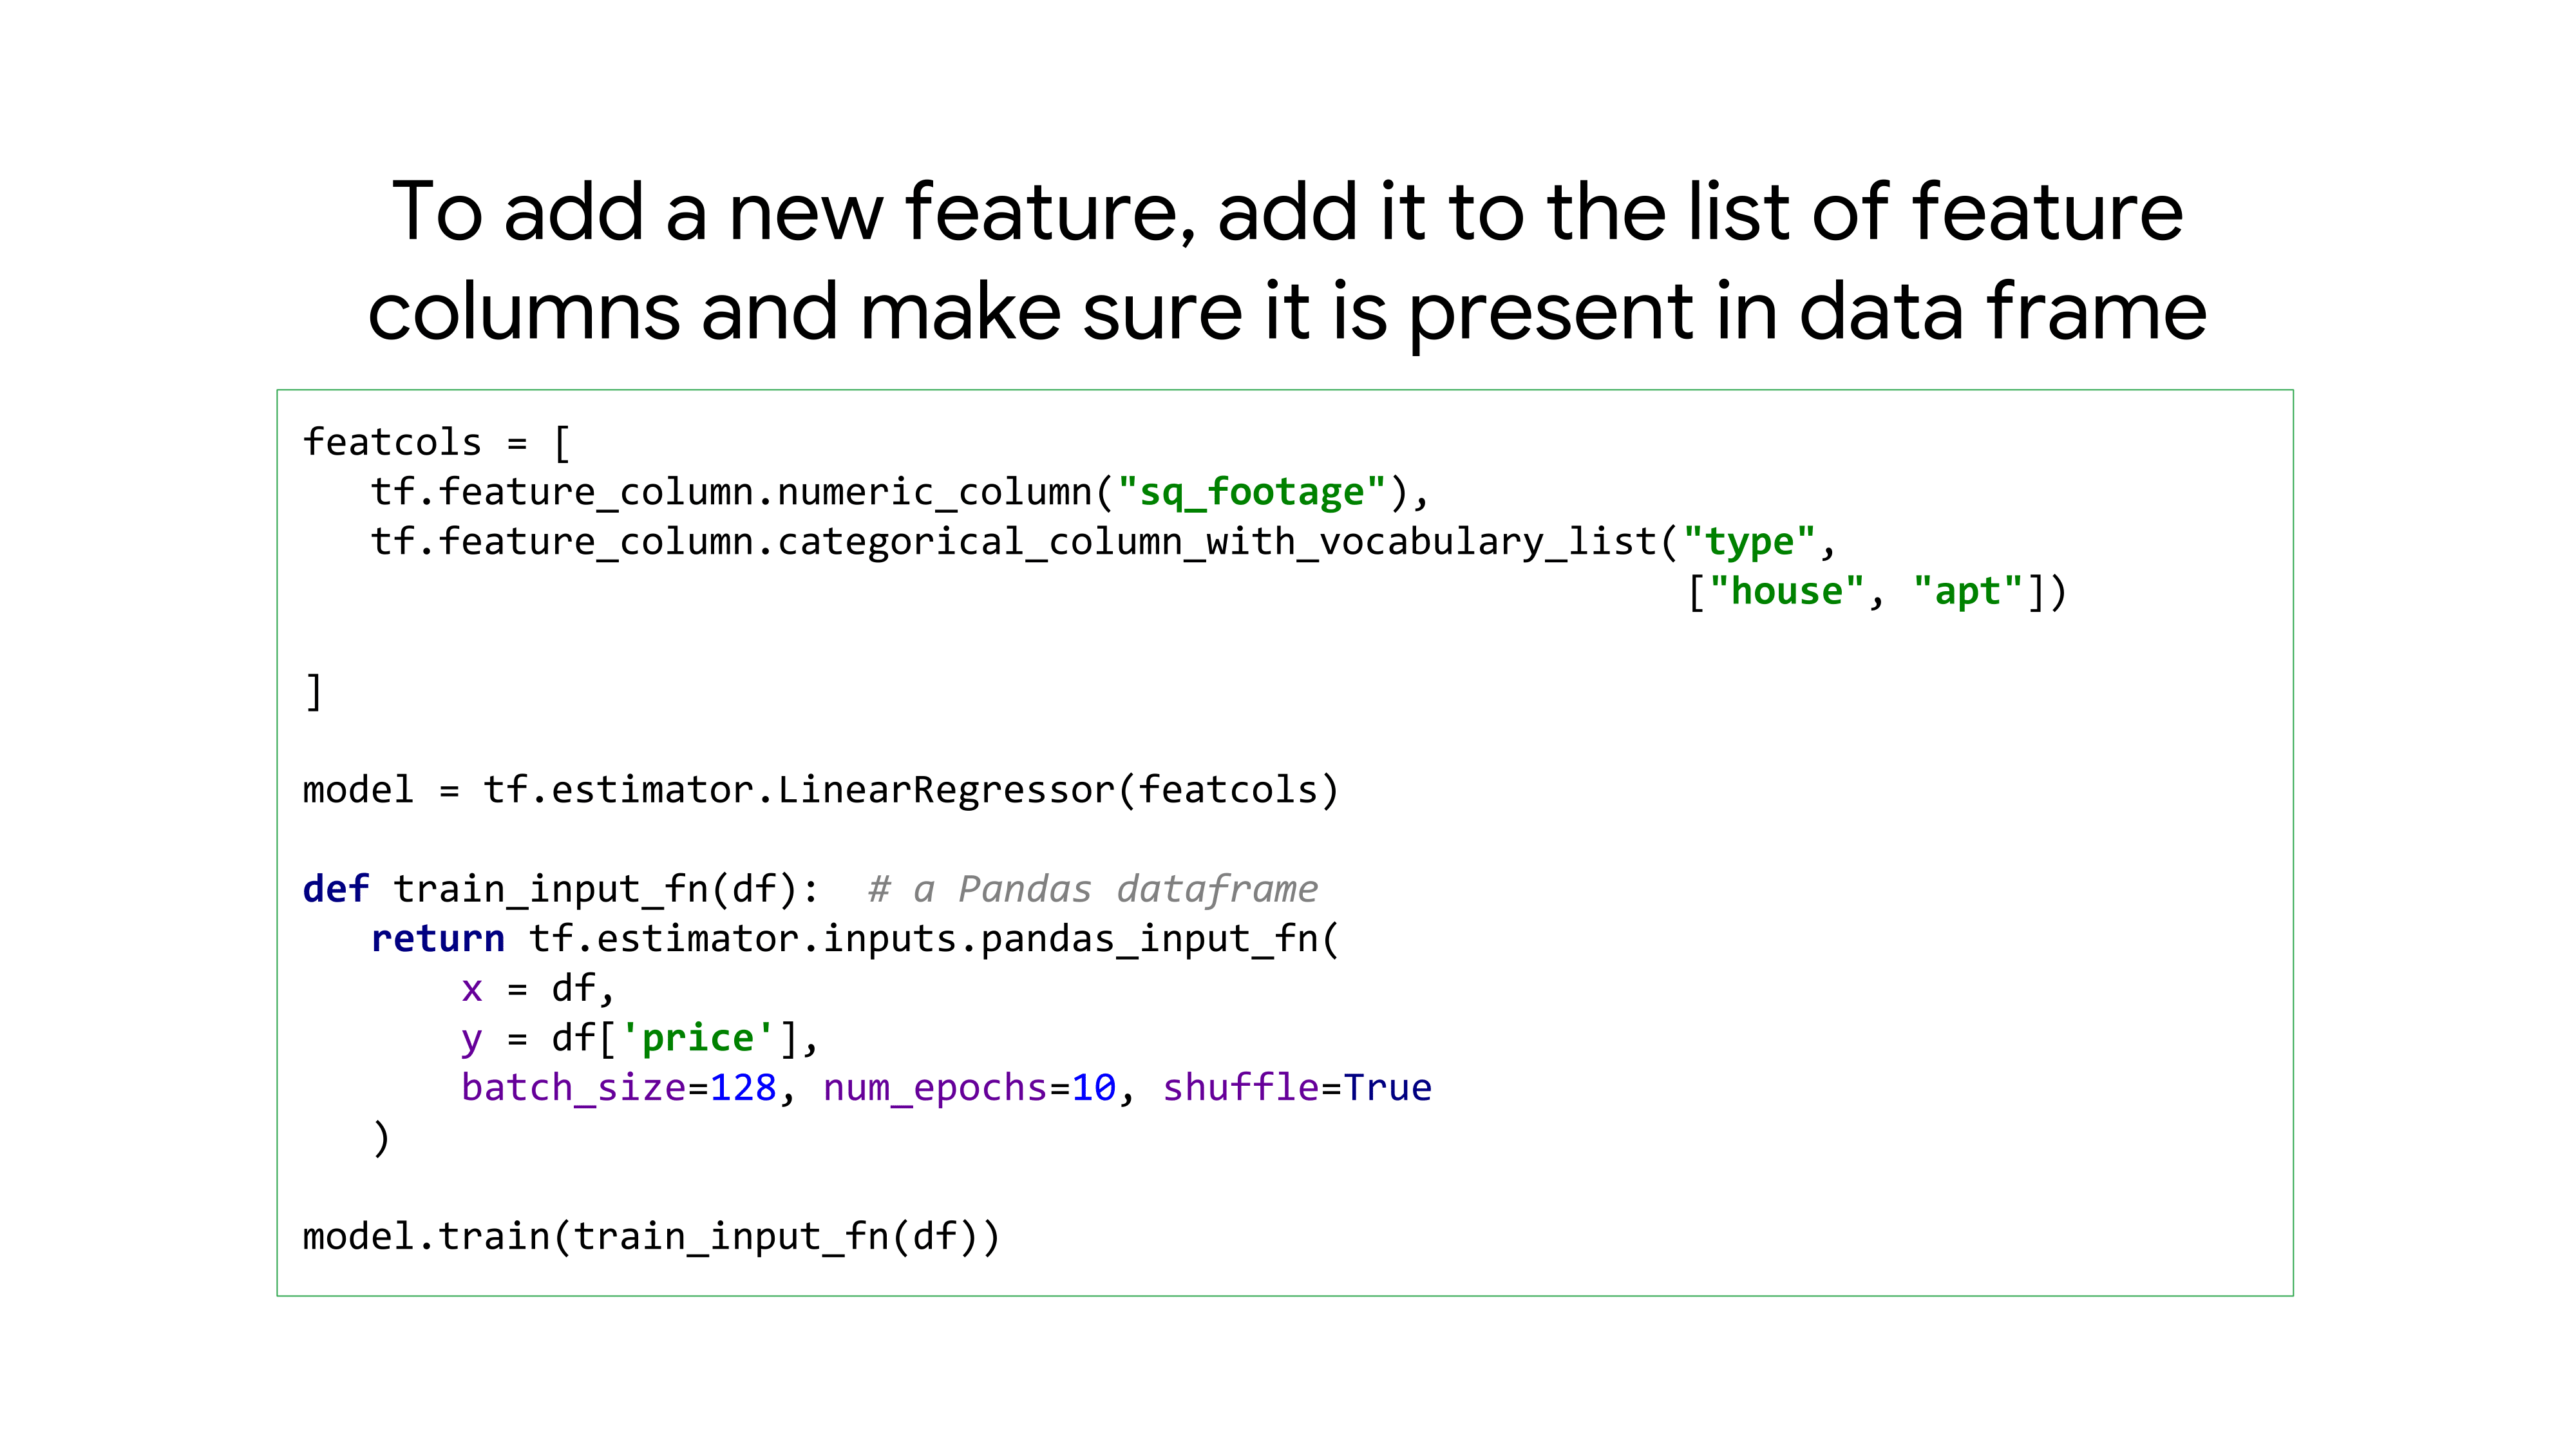 To add a new feature, add it to the list of feature
columns and make sure it is present in data frame
featcols = [
   tf.feature_column.numeric_column("sq_footage"),
   tf.feature_column.categorical_column_with_vocabulary_list("type",
                                                             ["house", "apt"])
]
model = tf.estimator.LinearRegressor(featcols)
def train_input_fn(df):  # a Pandas dataframe
   return tf.estimator.inputs.pandas_input_fn(
       x = df,
       y = df['price'],
       batch_size=128, num_epochs=10, shuffle=True
   )
model.train(train_input_fn(df))